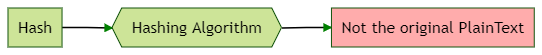 Hash
Hashing Algorithm
Not the original PlainText